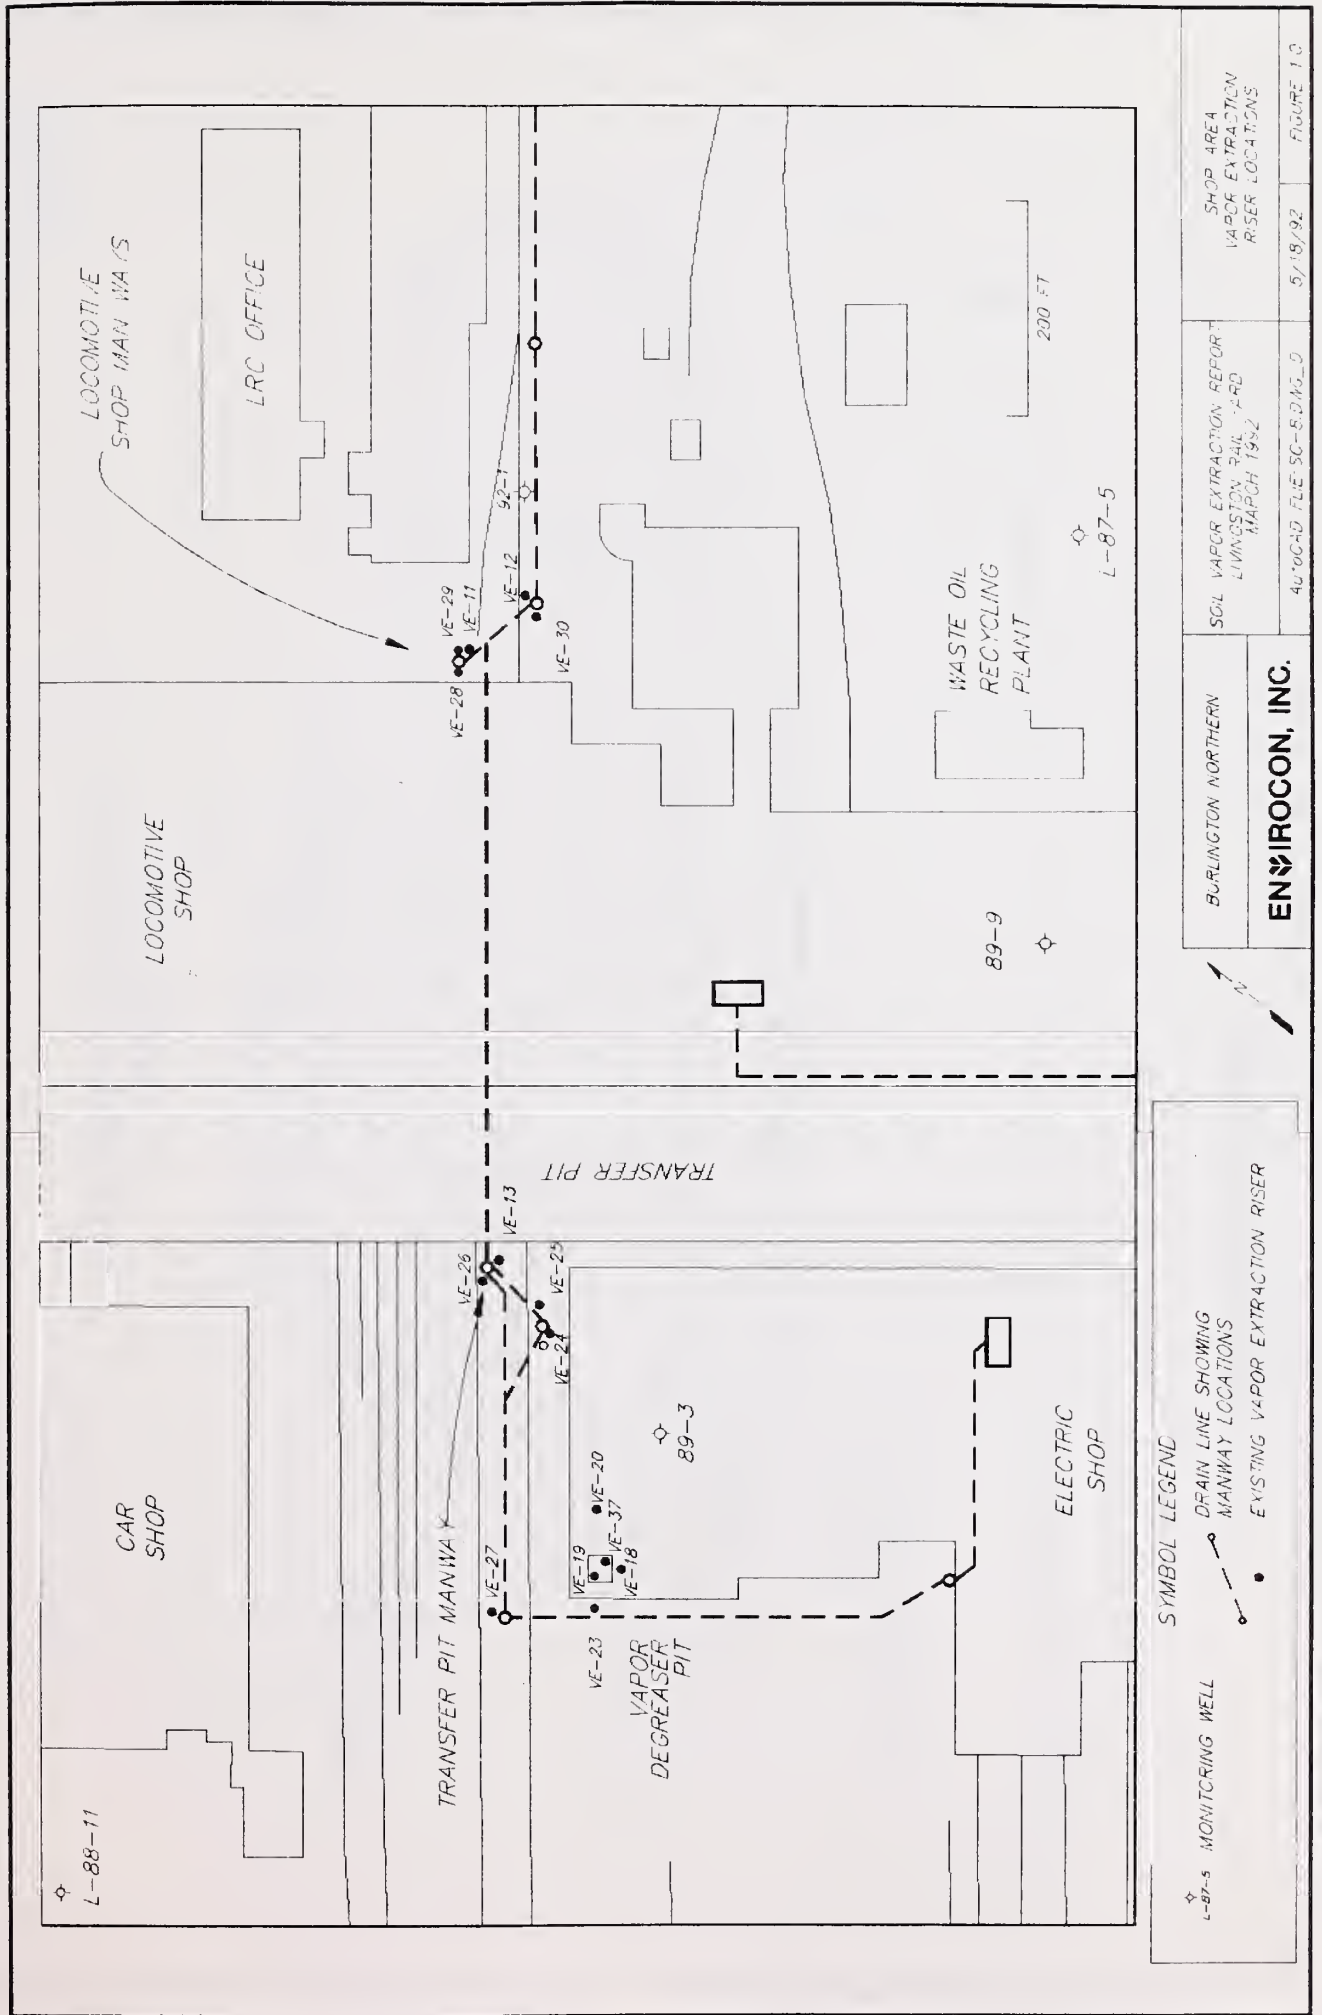 L-88-11
CAR
SHOP
LOCOMOTIVE
SHOP
LOCOMOTIVE
SHOP MAN WAYS
LRC OFFICE
TRANSFER PIT MANWAY
VE-27
VE-26
VE-13
VE-25
VE-24
TRANSFER PIT
VE-28
VE-29
VE-11
VE-12
VE-30
92-1
VE-23
VE-19
VE-20
VE-37
VE-18
89-3
VAPOR
DEGREASER
PIT
ELECTRIC
SHOP
89-9
WASTE OIL
RECYCLING
PLANT
L-87-5
200 FT
SYMBOL LEGEND
L-87-5 MONITORING WELL
DRAIN LINE SHOWING
MANWAY LOCATIONS
EXISTING VAPOR EXTRACTION RISER
N
BURLINGTON NORTHERN
ENVIROCON, INC.
SOIL VAPOR EXTRACTION REPORT
LIVINGSTON RAIL YARD
MARCH 1992
SHOP AREA
VAPOR EXTRACTION
RISER LOCATIONS
AUTOCAD FLIE
5/18/92
FIGURE 1.0